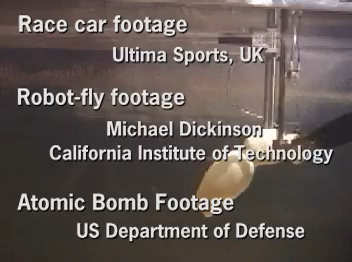 Race car footage
Ultima Sports, UK
Robot-fly footage
Michael Dickinson
California Institute of Technology
Atomic Bomb Footage
US Department of Defense